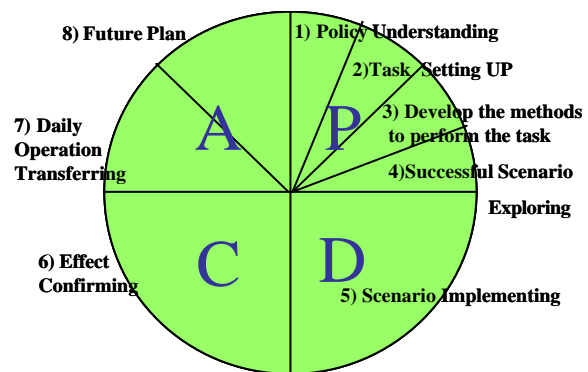 8) Future Plan
1) Policy Understanding
2)Task Setting UP
3) Develop the methods
to perform the task
4)Successful Scenario
Exploring
7) Daily
Operation
Transferring
A
P
6) Effect
Confirming
C
D
5) Scenario Implementing